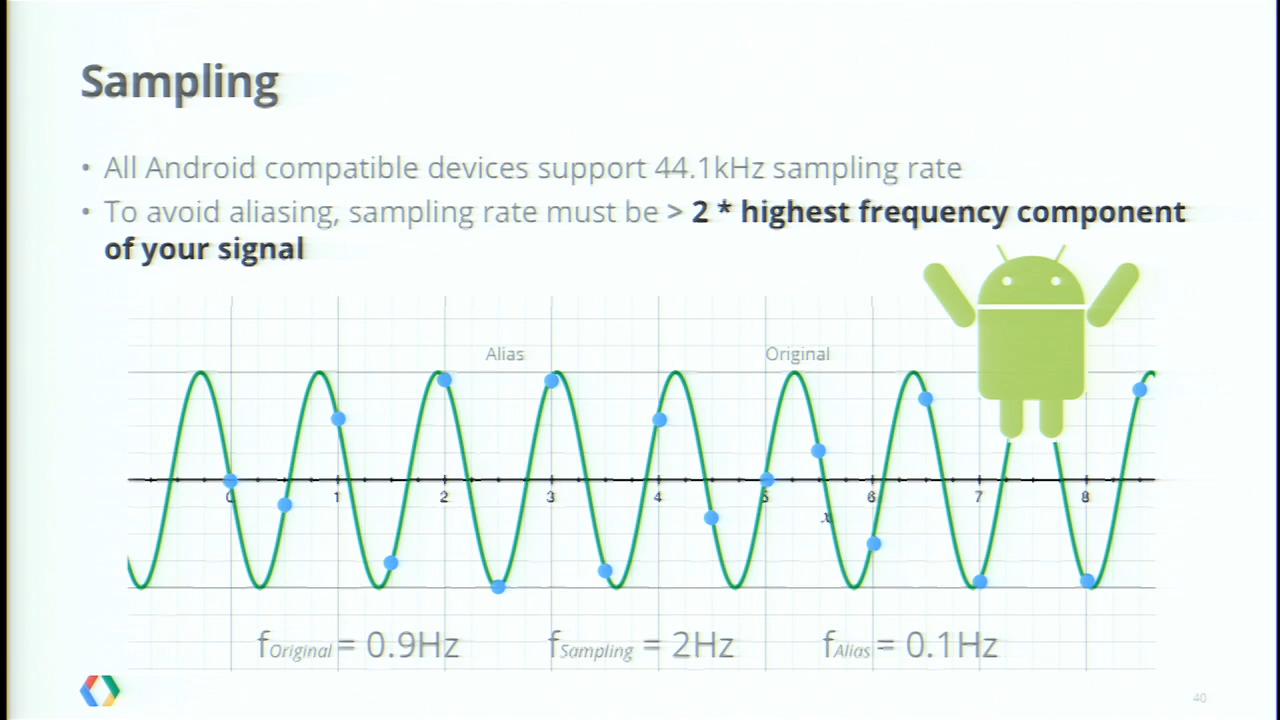 Sampling
• All Android compatible devices support 44.1kHz sampling rate
• To avoid aliasing, sampling rate must be > 2 * highest frequency component
of your signal
Alias Original
0 1 2 3 4 5 6 7 8
x
fOriginal = 0.9Hz fSampling = 2Hz fAlias = 0.1Hz
40